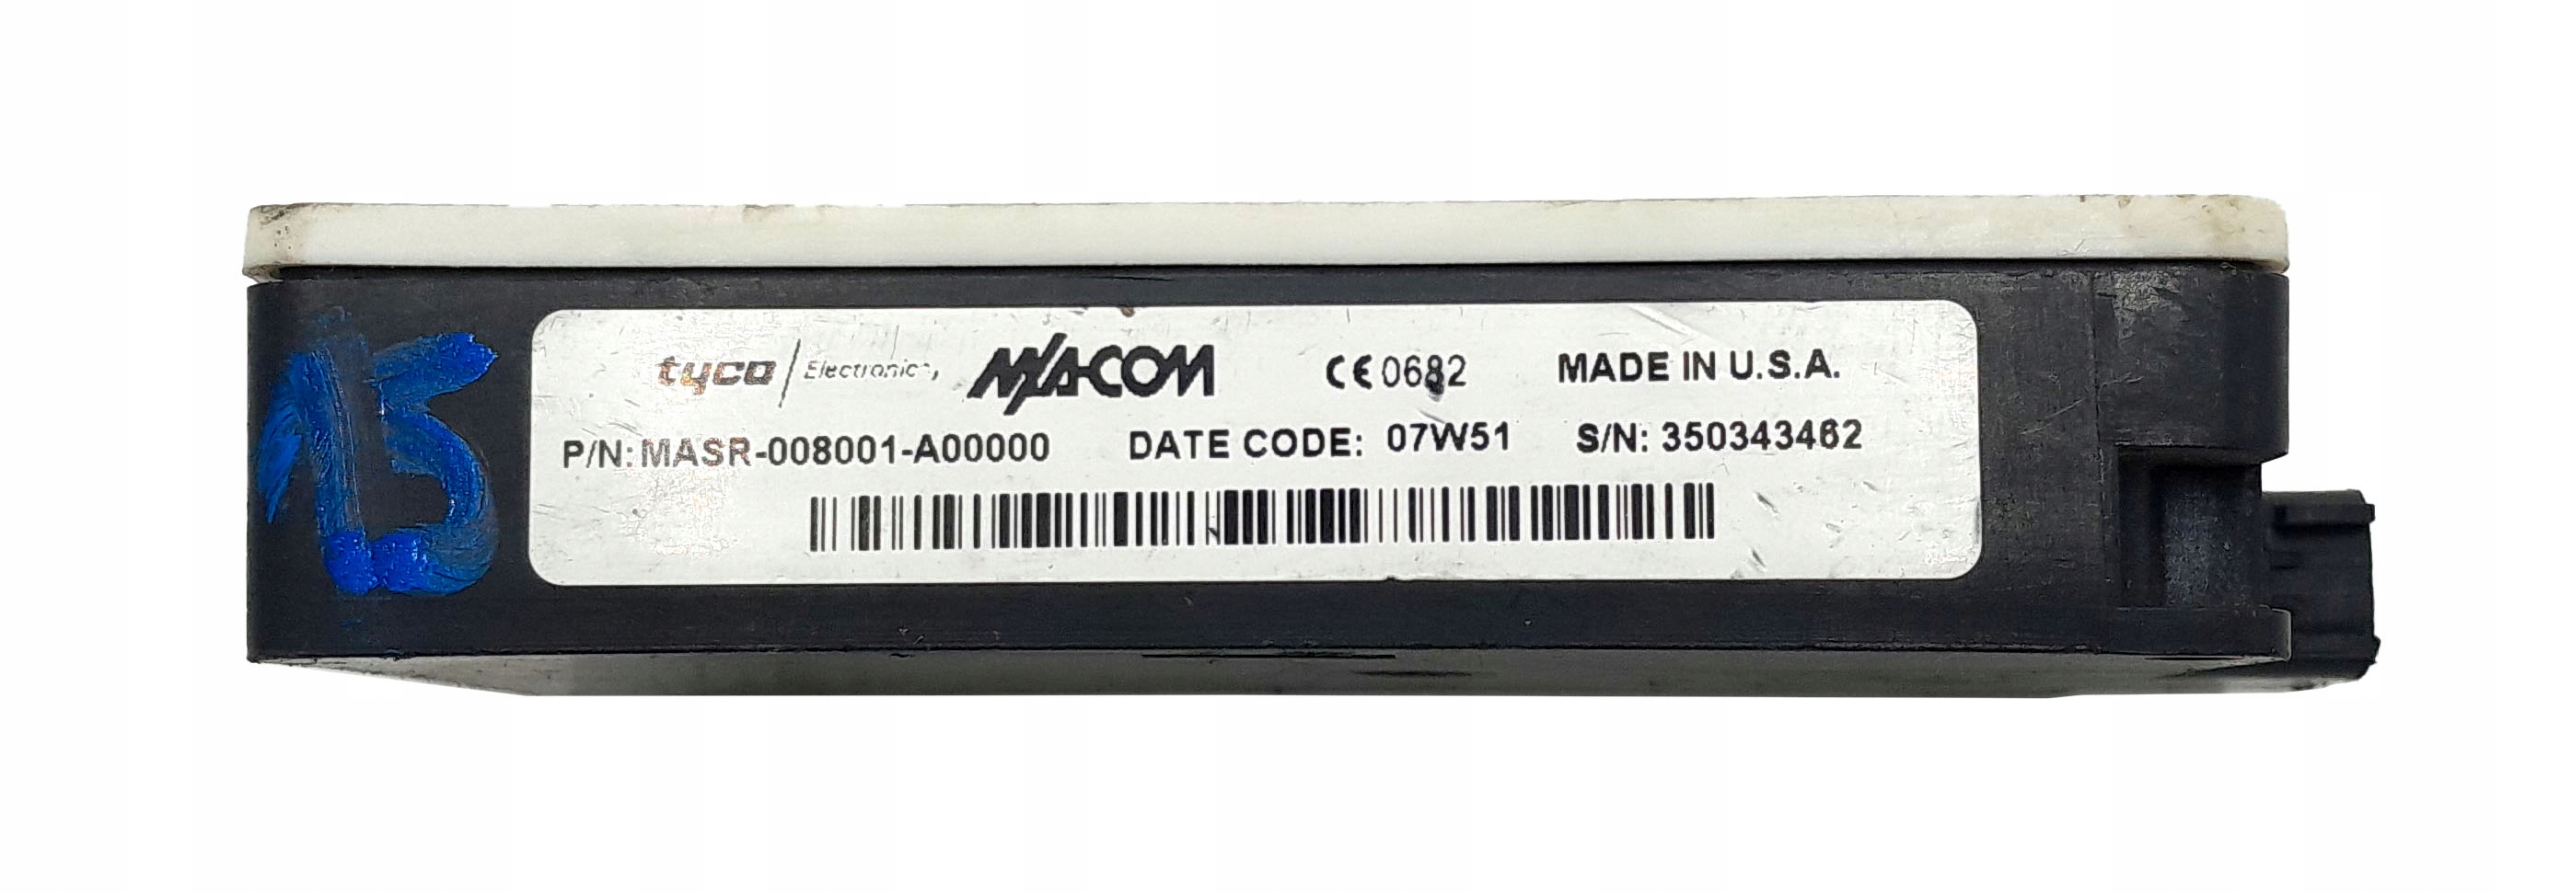 15
tyco / Electronics M/A-COM CE 0682 MADE IN U.S.A.
P/N: MASR-008001-A00000 DATE CODE: 07W51 S/N: 350343462